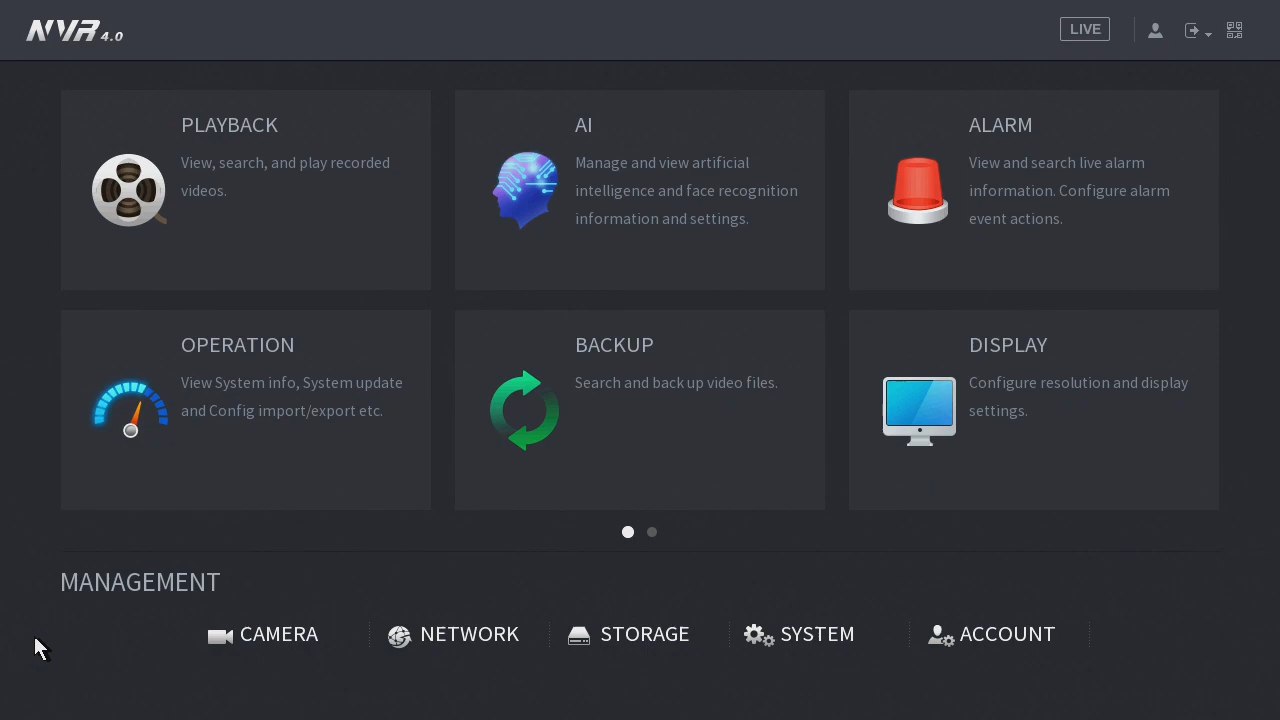 NVR 4.0
LIVE
PLAYBACK
View, search, and play recorded
videos.
AI
Manage and view artificial
intelligence and face recognition
information and settings.
ALARM
View and search live alarm
information. Configure alarm
event actions.
OPERATION
View System info, System update
and Config import/export etc.
BACKUP
Search and back up video files.
DISPLAY
Configure resolution and display
settings.
MANAGEMENT
CAMERA
NETWORK
STORAGE
SYSTEM
ACCOUNT